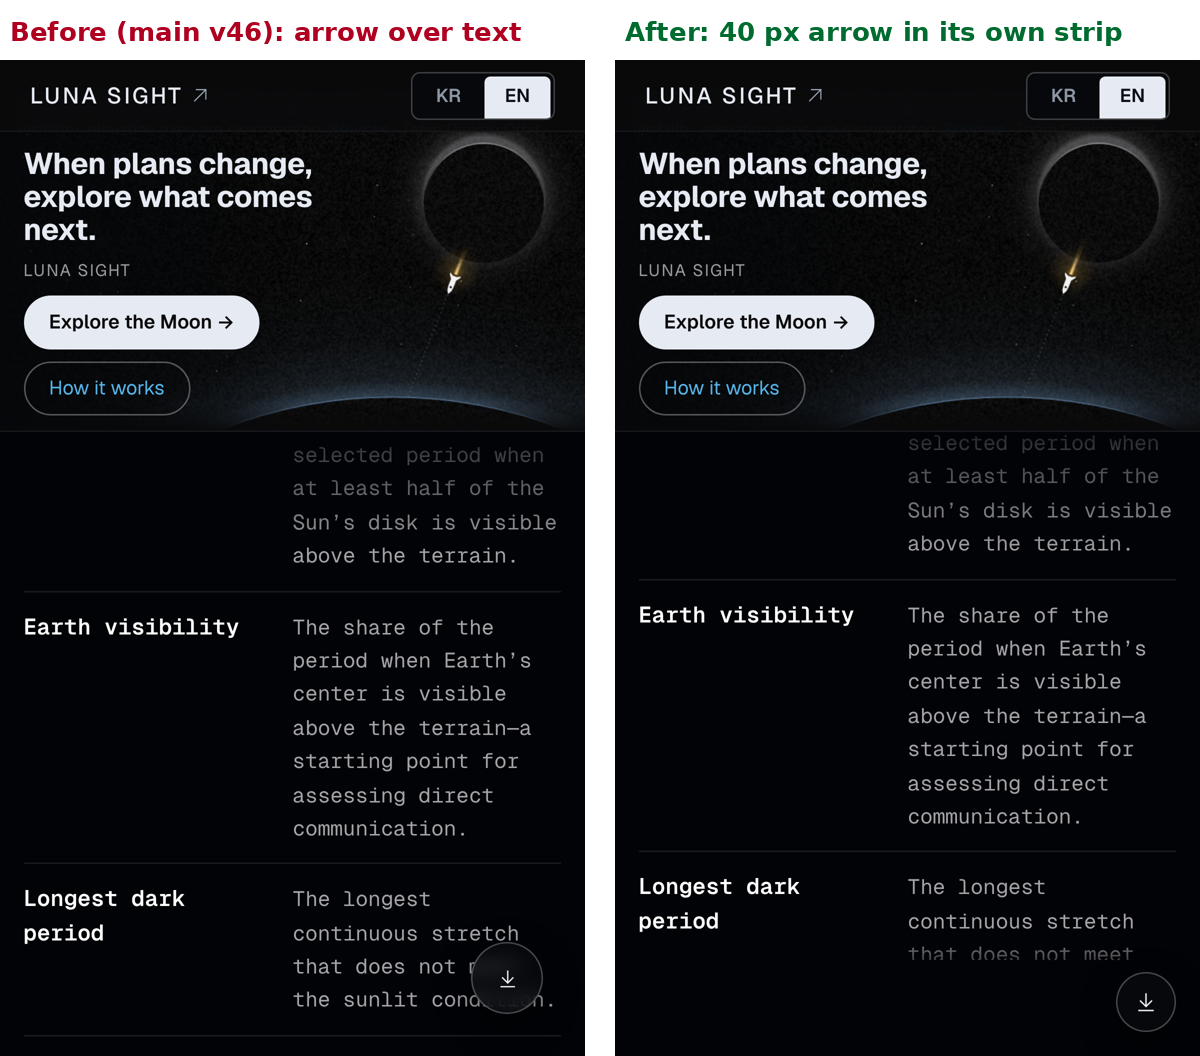 Before (main v46): arrow over text
LUNA SIGHT ↗
KR
EN
When plans change,
explore what comes
next.
LUNA SIGHT
Explore the Moon →
How it works
selected period when
at least half of the
Sun’s disk is visible
above the terrain.
Earth visibility
The share of the
period when Earth’s
center is visible
above the terrain—a
starting point for
assessing direct
communication.
Longest dark
period
The longest
continuous stretch
that does not
the sunlit
After: 40 px arrow in its own strip
LUNA SIGHT ↗
KR
EN
When plans change,
explore what comes
next.
LUNA SIGHT
Explore the Moon →
How it works
selected period when
at least half of the
Sun’s disk is visible
above the terrain.
Earth visibility
The share of the
period when Earth’s
center is visible
above the terrain—a
starting point for
assessing direct
communication.
Longest dark
period
The longest
continuous stretch
that does not meet